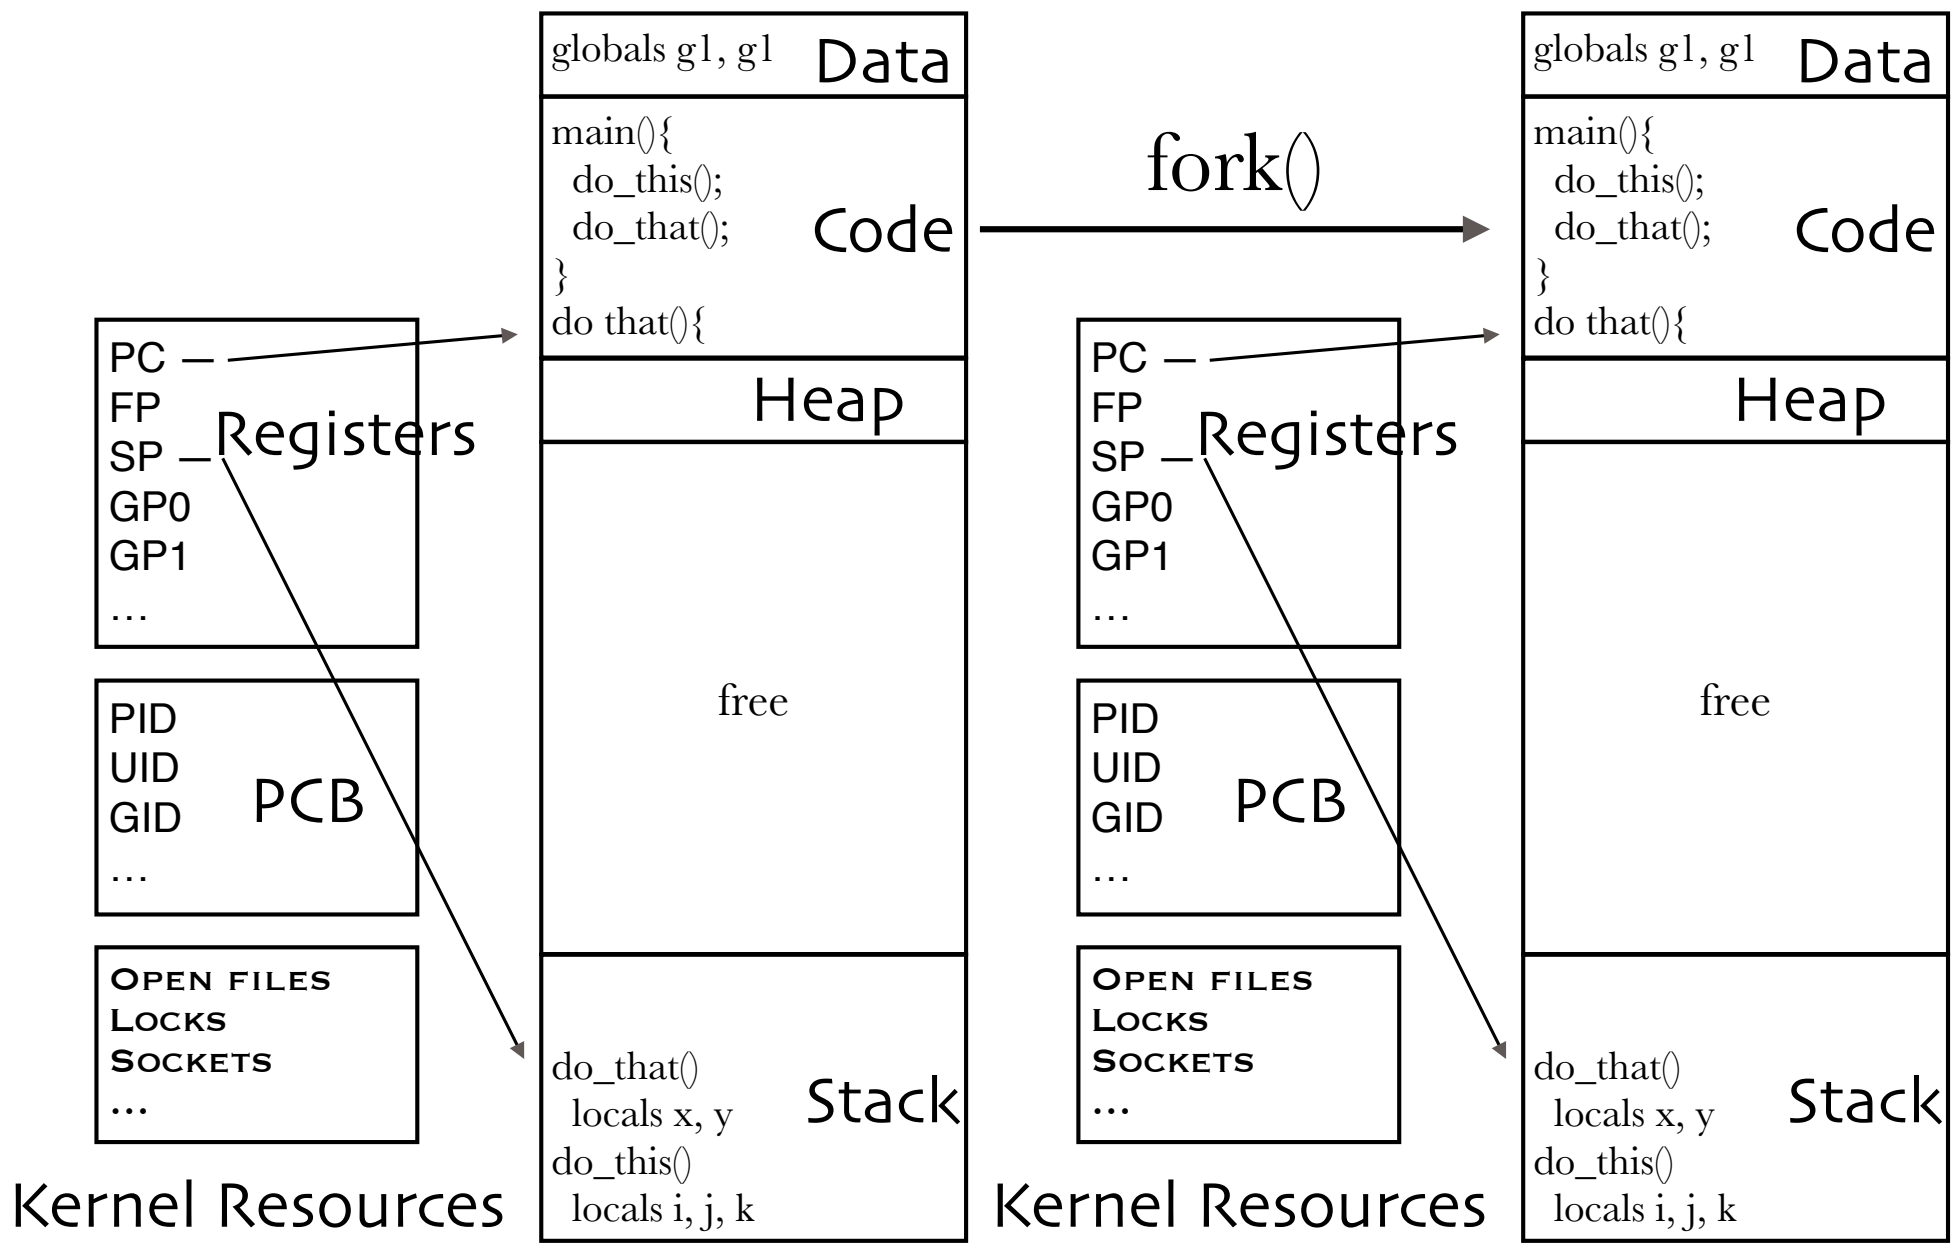 globals g1, g1
Data
main(){
do_this();
do_that();
}
do that(){
Code
Heap
free
do_that()
locals x, y
do_this()
locals i, j, k
Stack
PC
FP
SP
GP0
GP1
...
Registers
PID
UID
GID
...
PCB
OPEN FILES
LOCKS
SOCKETS
...
Kernel Resources
fork()
globals g1, g1
Data
main(){
do_this();
do_that();
}
do that(){
Code
Heap
free
do_that()
locals x, y
do_this()
locals i, j, k
Stack
PC
FP
SP
GP0
GP1
...
Registers
PID
UID
GID
...
PCB
OPEN FILES
LOCKS
SOCKETS
...
Kernel Resources